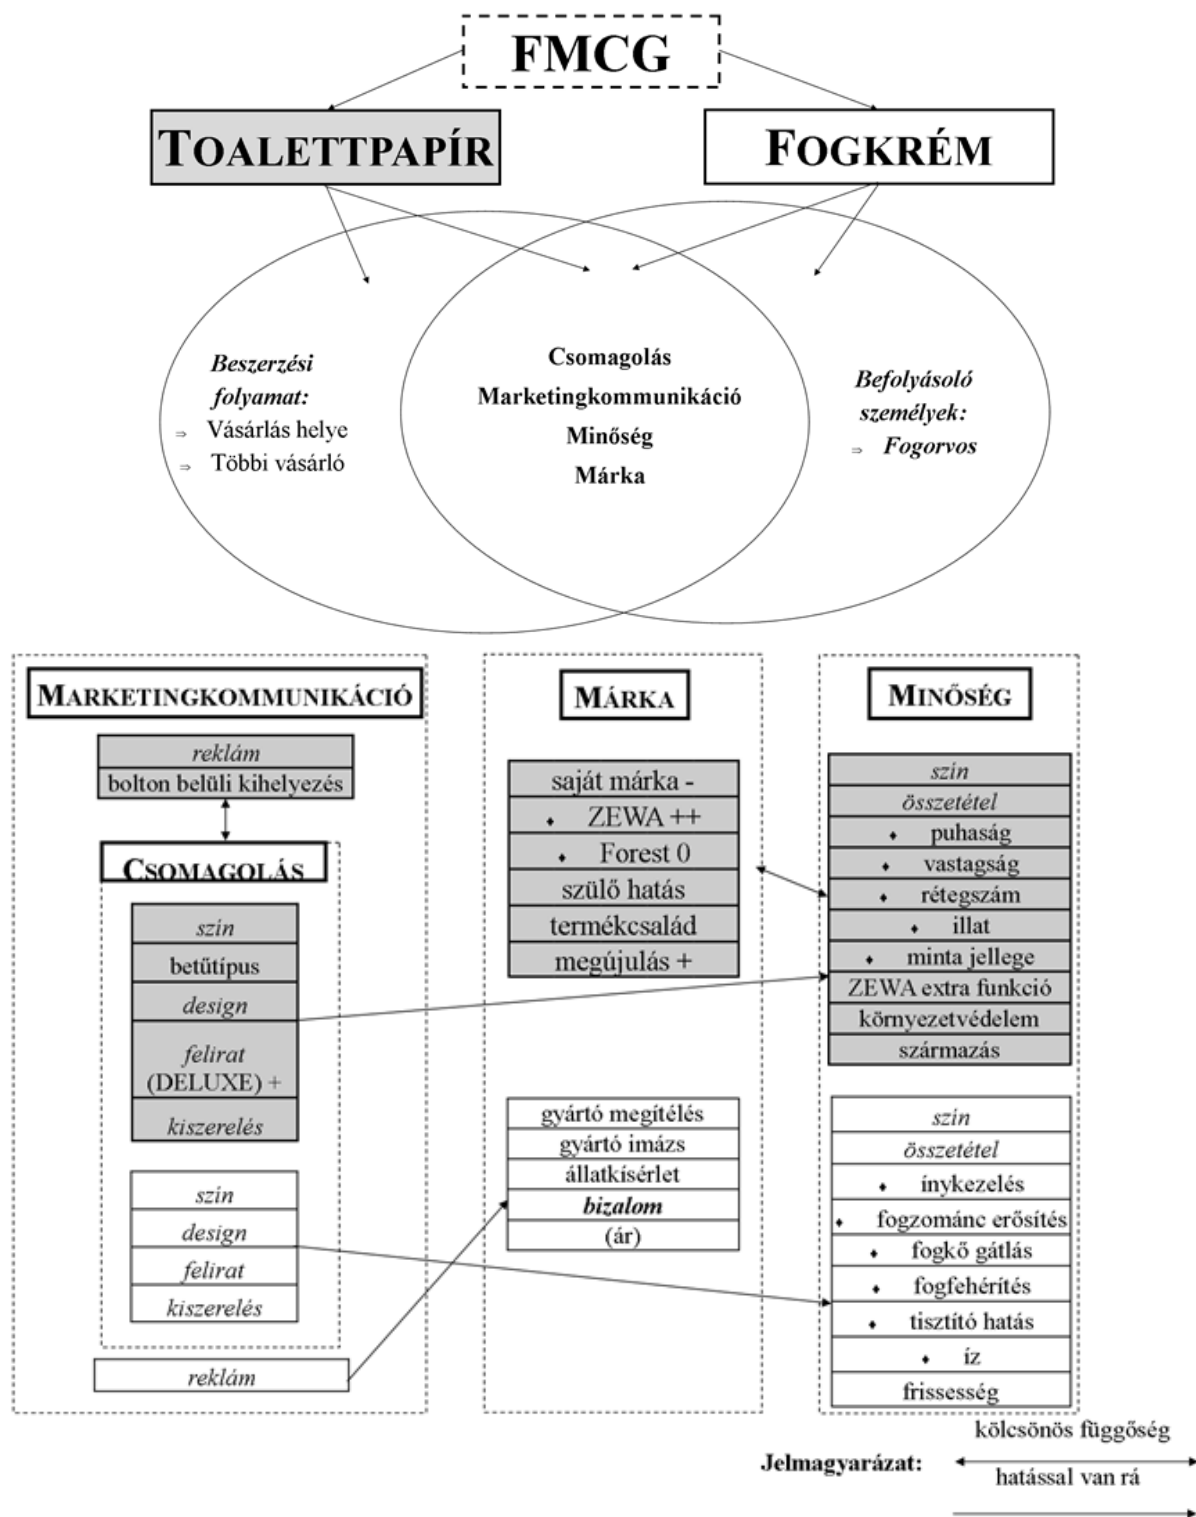 FMCG
TOALETTPAPÍR
FOGKRÉM
Beszerzési
folyamat:
⇒ Vásárlás helye
⇒ Többi vásárló
Csomagolás
Marketingkommunikáció
Minőség
Márka
Befolyásoló
személyek:
⇒ Fogorvos
MARKETINGKOMMUNIKÁCIÓ
reklám
bolton belüli kihelyezés
CSOMAGOLÁS
szín
betűtípus
design
felirat
(DELUXE) +
kiszerelés
szín
design
felirat
kiszerelés
reklám
MÁRKA
saját márka -
♦ ZEWA ++
♦ Forest 0
szülő hatás
termékcsalád
megújulás +
gyártó megítélés
gyártó imázs
állatkísérlet
bizalom
(ár)
MINŐSÉG
szín
összetétel
♦ puhaság
♦ vastagság
♦ rétegszám
♦ illat
♦ minta jellege
ZEWA extra funkció
környezetvédelem
származás
szín
összetétel
♦ ínykezelés
♦ fogzománc erősítés
♦ fogkő gátlás
♦ fogfehérítés
♦ tisztító hatás
♦ íz
frissesség
Jelmagyarázat:
kölcsönös függőség
hatással van rá